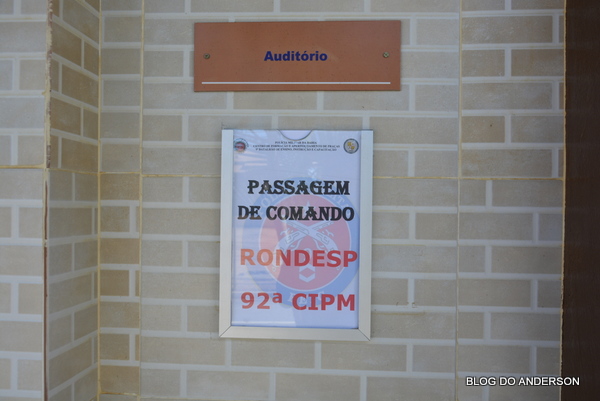 Auditório
PASSAGEM
DE COMANDO
RONDESP
92ª CIPM
BLOG DO ANDERSON